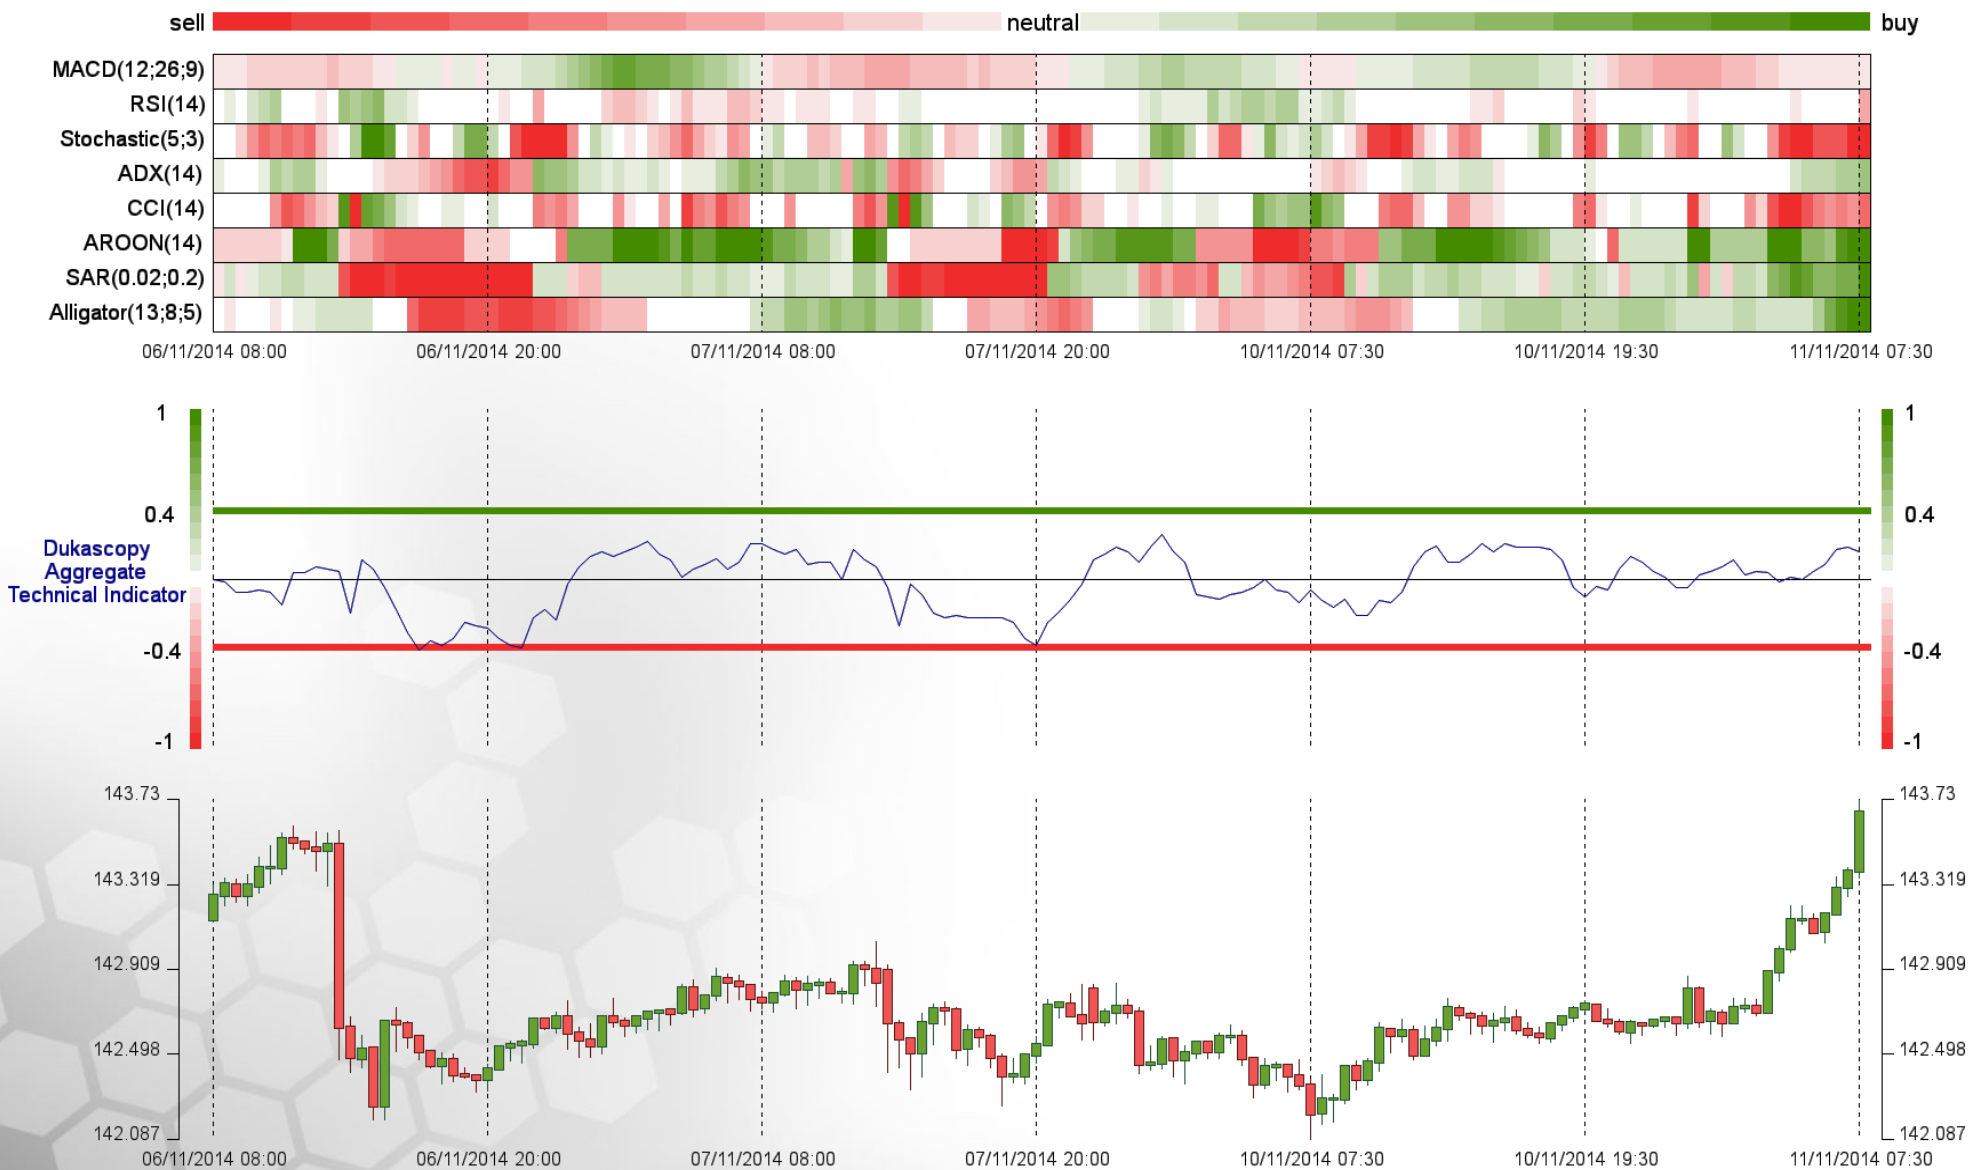 sell neutral buy
MACD(12;26;9)
RSI(14)
Stochastic(5;3)
ADX(14)
CCI(14)
AROON(14)
SAR(0.02;0.2)
Alligator(13;8;5)
06/11/2014 08:00 06/11/2014 20:00 07/11/2014 08:00 07/11/2014 20:00 10/11/2014 07:30 10/11/2014 19:30 11/11/2014 07:30
1 1
0.4 0.4
Dukascopy
Aggregate
Technical Indicator
-0.4 -0.4
-1 -1
143.73 143.73
143.319 143.319
142.909 142.909
142.498 142.498
142.087 142.087
06/11/2014 08:00 06/11/2014 20:00 07/11/2014 08:00 07/11/2014 20:00 10/11/2014 07:30 10/11/2014 19:30 11/11/2014 07:30